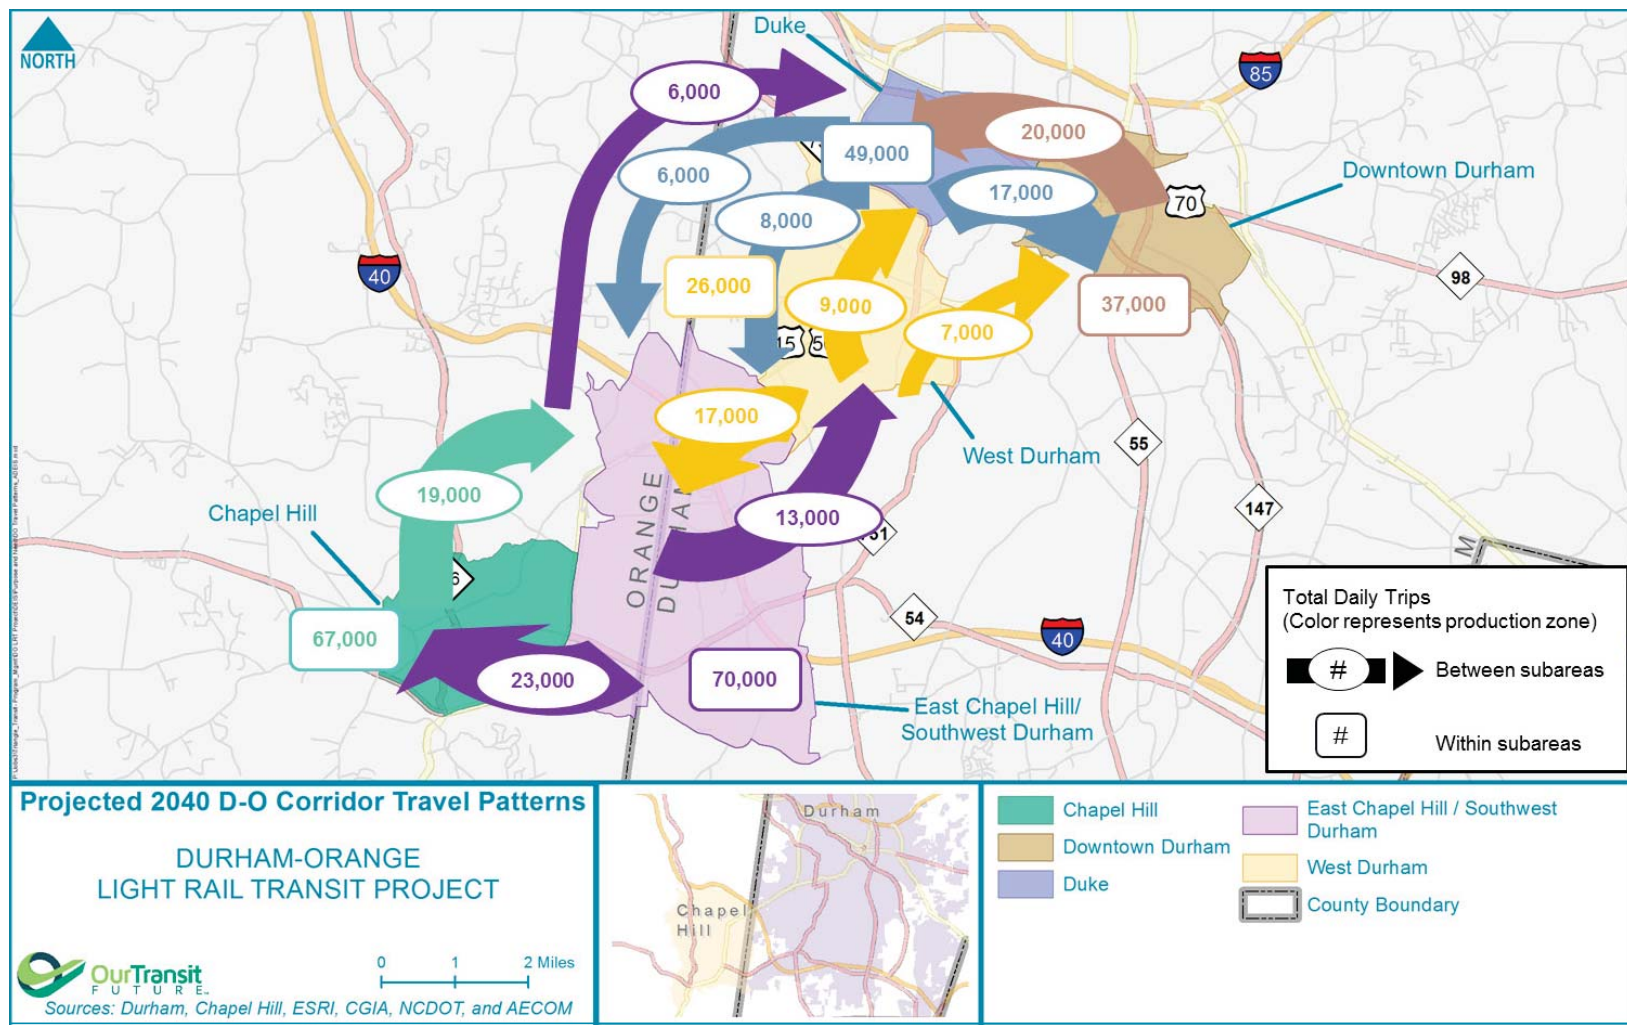 NORTH
Duke
85
6,000
20,000
49,000
Downtown Durham
6,000
17,000
70
8,000
40
26,000
98
9,000
37,000
7,000
15
17,000
55
West Durham
19,000
ORANGE
DURHAM
13,000
147
Chapel Hill
54
40
67,000
23,000
70,000
East Chapel Hill/
Southwest Durham
Total Daily Trips
(Color represents production zone)
# Between subareas
# Within subareas
Projected 2040 D-O Corridor Travel Patterns
DURHAM-ORANGE
LIGHT RAIL TRANSIT PROJECT
OurTransit
FUTURE
0 1 2 Miles
Sources: Durham, Chapel Hill, ESRI, CGIA, NCDOT, and AECOM
Durham
Chapel
Hill
Chapel Hill
Downtown Durham
Duke
East Chapel Hill / Southwest
Durham
West Durham
County Boundary